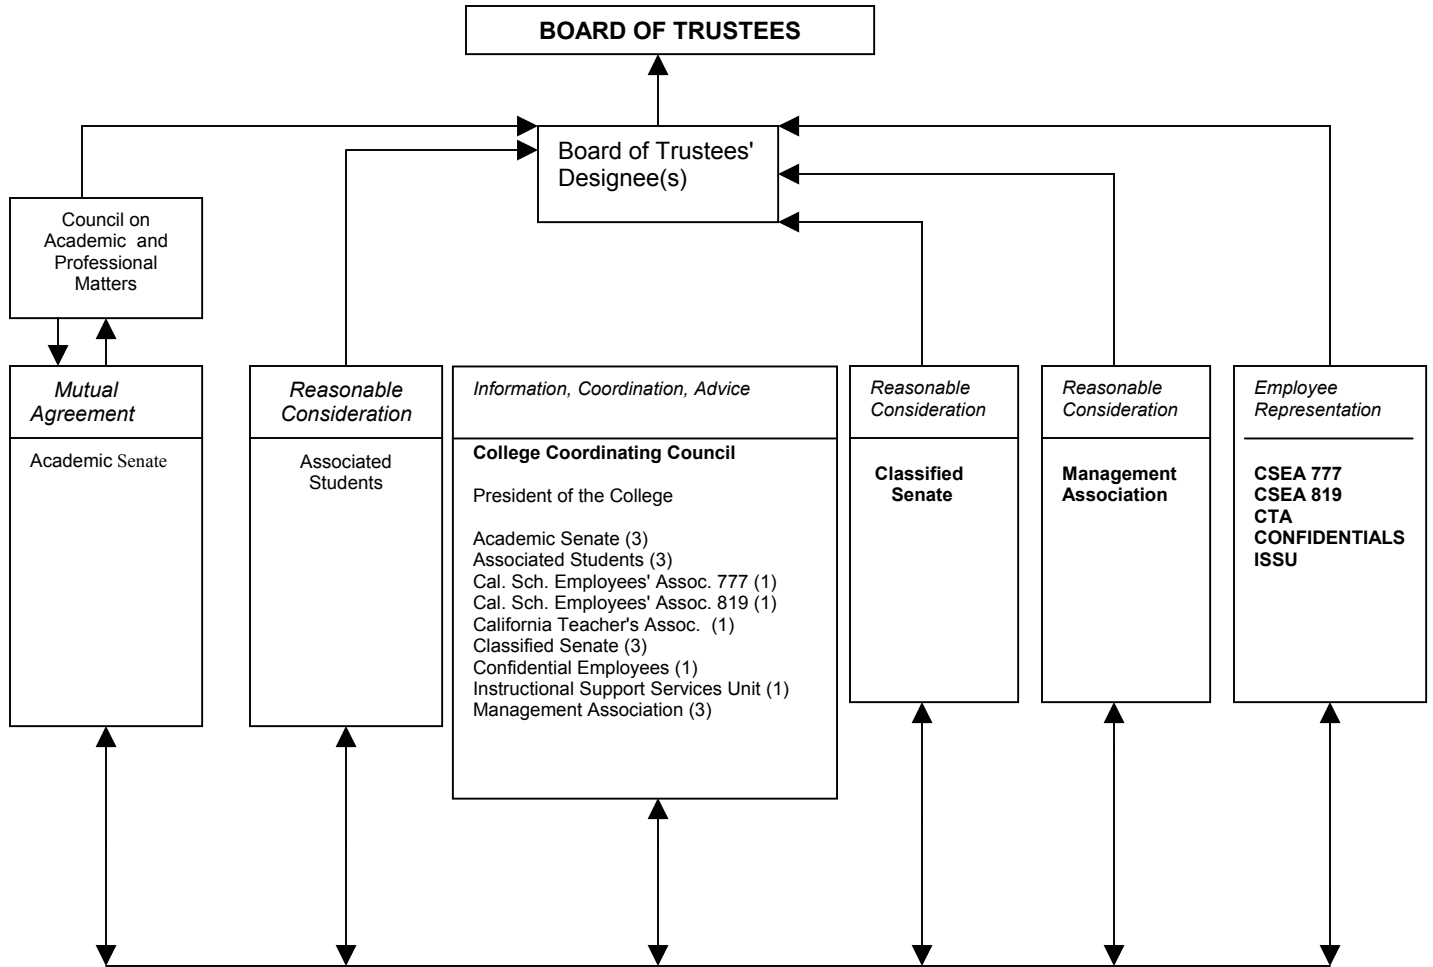 BOARD OF TRUSTEES
Board of Trustees'
Designee(s)
Council on
Academic and
Professional
Matters
Mutual
Agreement
Academic Senate
Reasonable
Consideration
Associated
Students
Information, Coordination, Advice
College Coordinating Council
President of the College
Academic Senate (3)
Associated Students (3)
Cal. Sch. Employees' Assoc. 777 (1)
Cal. Sch. Employees' Assoc. 819 (1)
California Teacher's Assoc. (1)
Classified Senate (3)
Confidential Employees (1)
Instructional Support Services Unit (1)
Management Association (3)
Reasonable
Consideration
Classified
Senate
Reasonable
Consideration
Management
Association
Employee
Representation
CSEA 777
CSEA 819
CTA
CONFIDENTIALS
ISSU